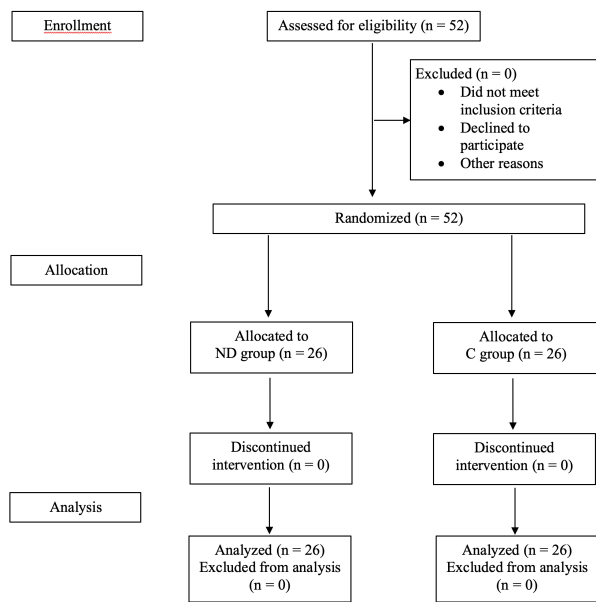 Enrollment
Assessed for eligibility (n = 52)
Excluded (n = 0)
• Did not meet
inclusion criteria
• Declined to
participate
• Other reasons
Randomized (n = 52)
Allocation
Allocated to
ND group (n = 26)
Allocated to
C group (n = 26)
Discontinued
intervention (n = 0)
Discontinued
intervention (n = 0)
Analysis
Analyzed (n = 26)
Excluded from analysis
(n = 0)
Analyzed (n = 26)
Excluded from analysis
(n = 0)